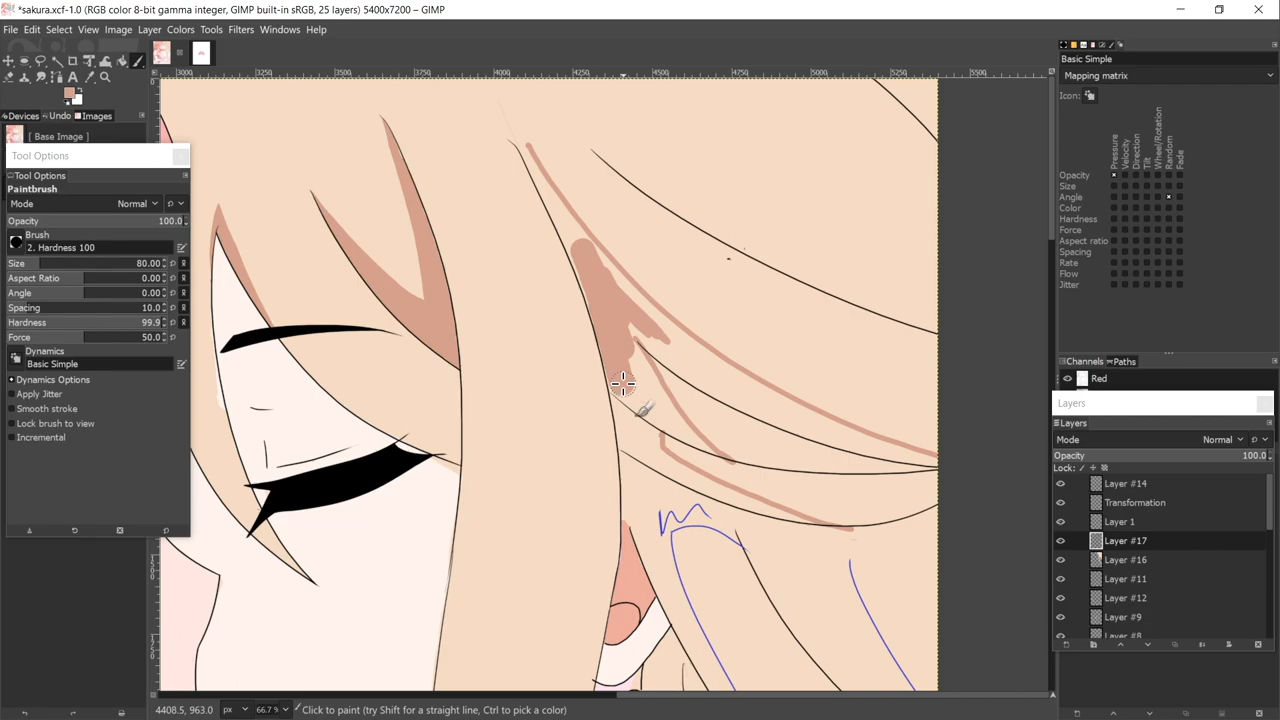 *sakura.xcf-1.0 (RGB color 8-bit gamma integer, GIMP built-in sRGB, 25 layers) 5400x7200 – GIMP
File Edit Select View Image Layer Colors Tools Filters Windows Help
3000 3250 3500 3750 4000 4250 4500 4750 5000 5250 5500
Devices Undo Images
[ Base Image ]
Tool Options
Tool Options
Paintbrush
Mode Normal
Opacity 100.0
Brush
2. Hardness 100
Size 80.00
Aspect Ratio 0.00
Angle 0.00
Spacing 10.0
Hardness 99.9
Force 50.0
Dynamics
Basic Simple
Dynamics Options
Apply Jitter
Smooth stroke
Lock brush to view
Incremental
Basic Simple
Mapping matrix
Icon:
Pressure
Velocity
Direction
Tilt
Wheel/Rotation
Random
Fade
Opacity
Size
Angle
Color
Hardness
Force
Aspect ratio
Spacing
Rate
Flow
Jitter
Channels Paths
Red
Layers
Layers
Mode Normal
Opacity 100.0
Lock:
Layer #14
Transformation
Layer 1
Layer #17
Layer #16
Layer #11
Layer #12
Layer #9
Layer #8
4408.5, 963.0 px 66.7 % Click to paint (try Shift for a straight line, Ctrl to pick a color)